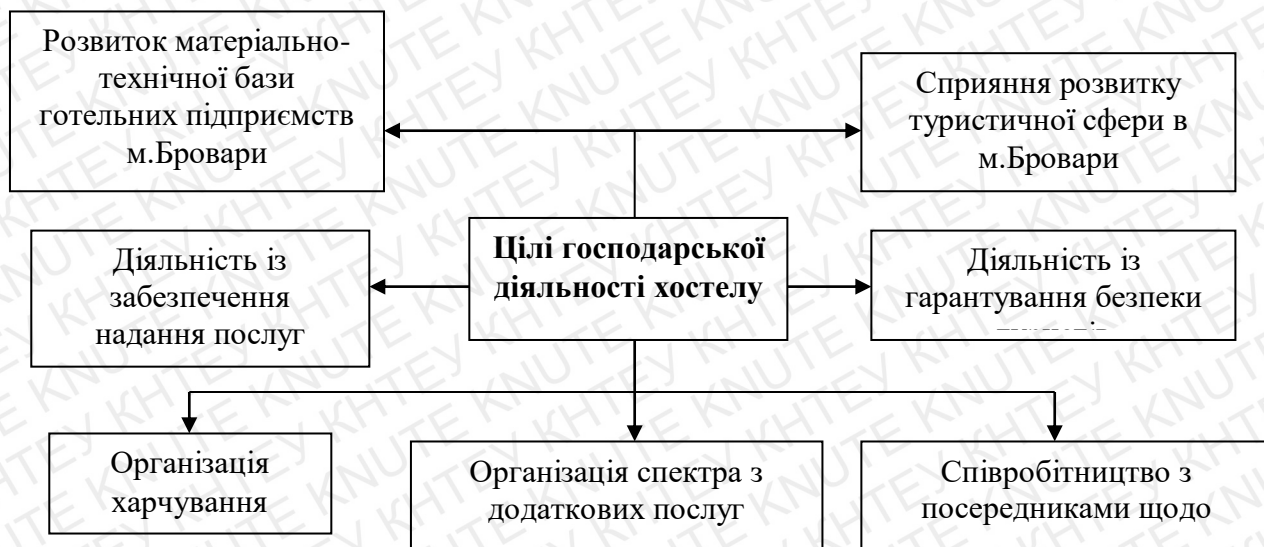 Розвиток матеріально-
технічної бази
готельних підприємств
м.Бровари
Сприяння розвитку
туристичної сфери в
м.Бровари
Цілі господарської
діяльності хостелу
Діяльність із
забезпечення
надання послуг
Діяльність із
гарантування безпеки
Організація
харчування
Організація спектра з
додаткових послуг
Співробітництво з
посередниками щодо